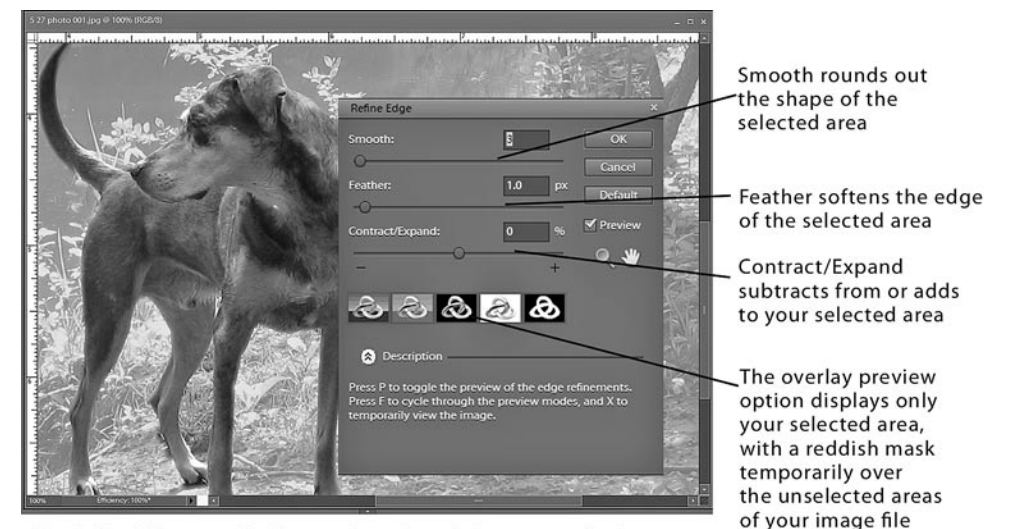 5 27 photo 001.jpg @ 100% (RGB/8)
Refine Edge
Smooth:
3
OK
Cancel
Feather:
1.0
px
Default
Contract/Expand:
0
%
Preview
−
+
Description
Press P to toggle the preview of the edge refinements.
Press F to cycle through the preview modes, and X to
temporarily view the image.
100%
Efficiency: 100%*
Smooth rounds out
the shape of the
selected area
Feather softens the edge
of the selected area
Contract/Expand
subtracts from or adds
to your selected area
The overlay preview
option displays only
your selected area,
with a reddish mask
temporarily over
the unselected areas
of your image file